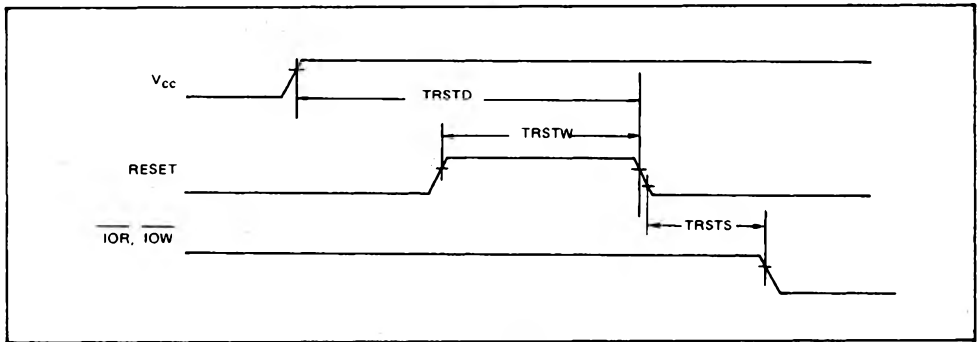 Vcc
TRSTD
TRSTW
RESET
TRSTS
IOR, IOW